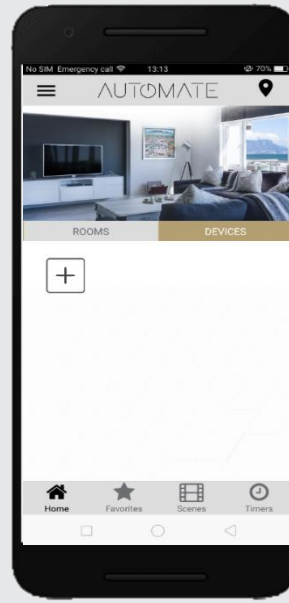 No SIM Emergency call 13:13 70%
AUTOMATE
ROOMS DEVICES
Home Favorites Scenes Timers